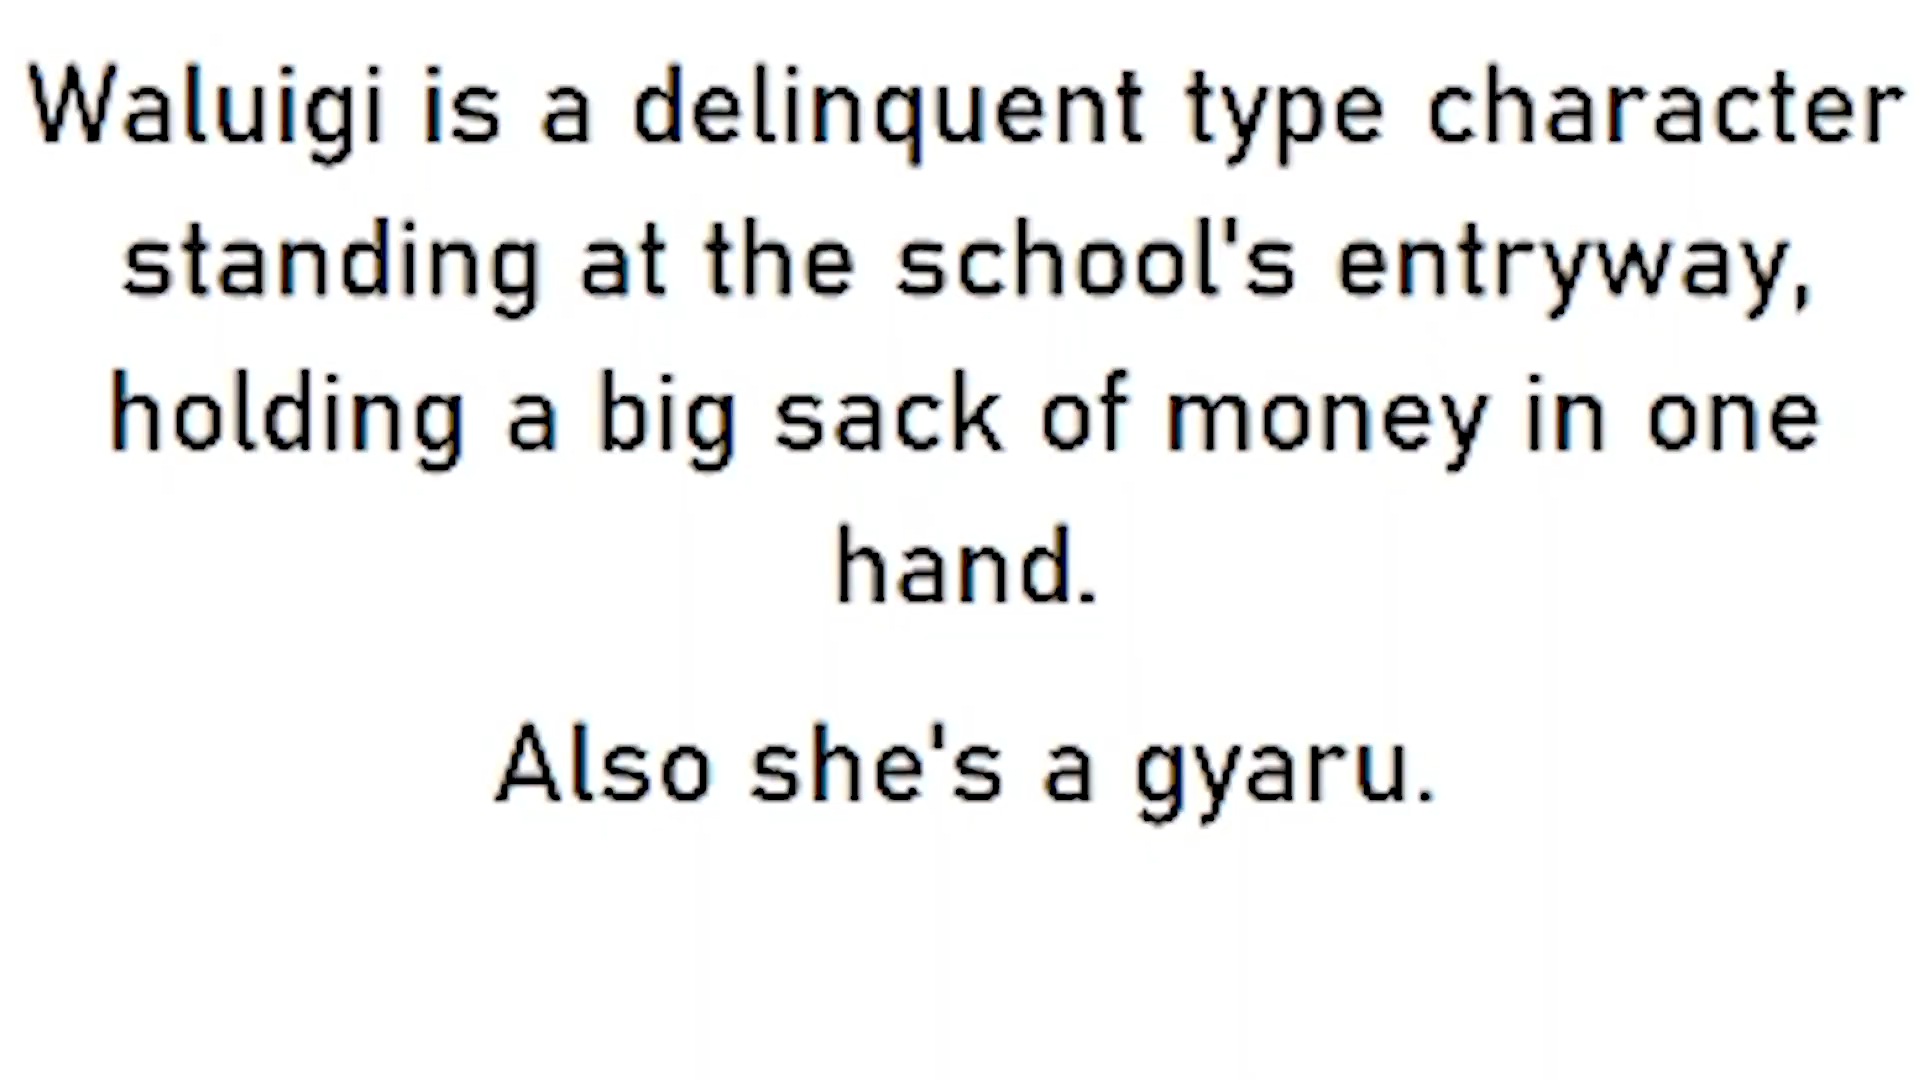 Waluigi is a delinquent type character
standing at the school's entryway,
holding a big sack of money in one
hand.
Also she's a gyaru.